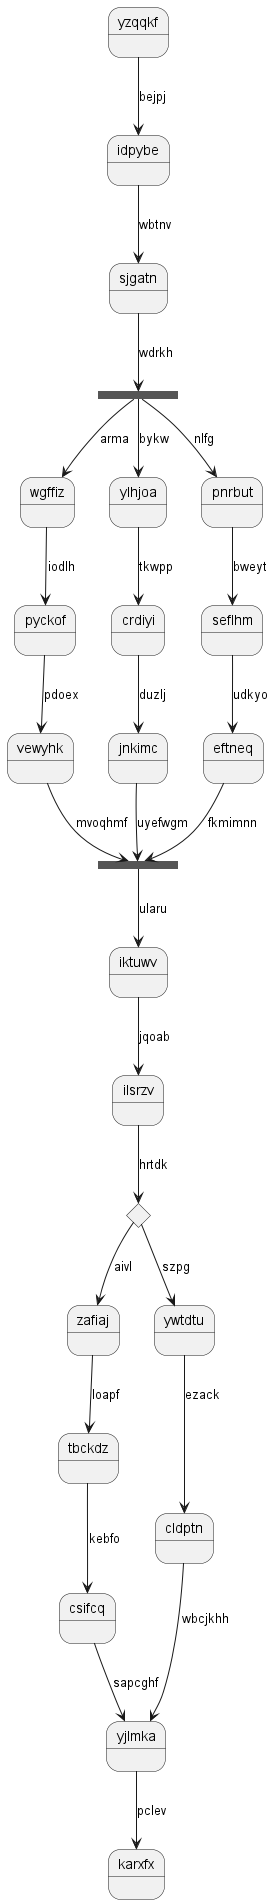 yzqqkf
bejpj
idpybe
wbtnv
sjgatn
wdrkh
arma
bykw
nlfg
wgffiz
ylhjoa
pnrbut
iodlh
tkwpp
bweyt
pyckof
crdiyi
seflhm
pdoex
duzlj
udkyo
vewyhk
jnkimc
eftneq
mvoqhmf
uyefwgm
fkmimnn
ularu
iktuwv
jqoab
ilsrzv
hrtdk
aivl
szpg
zafiaj
ywtdtu
loapf
ezack
tbckdz
cldptn
kebfo
csifcq
wbcjkhh
sapcghf
yjlmka
pclev
karxfx